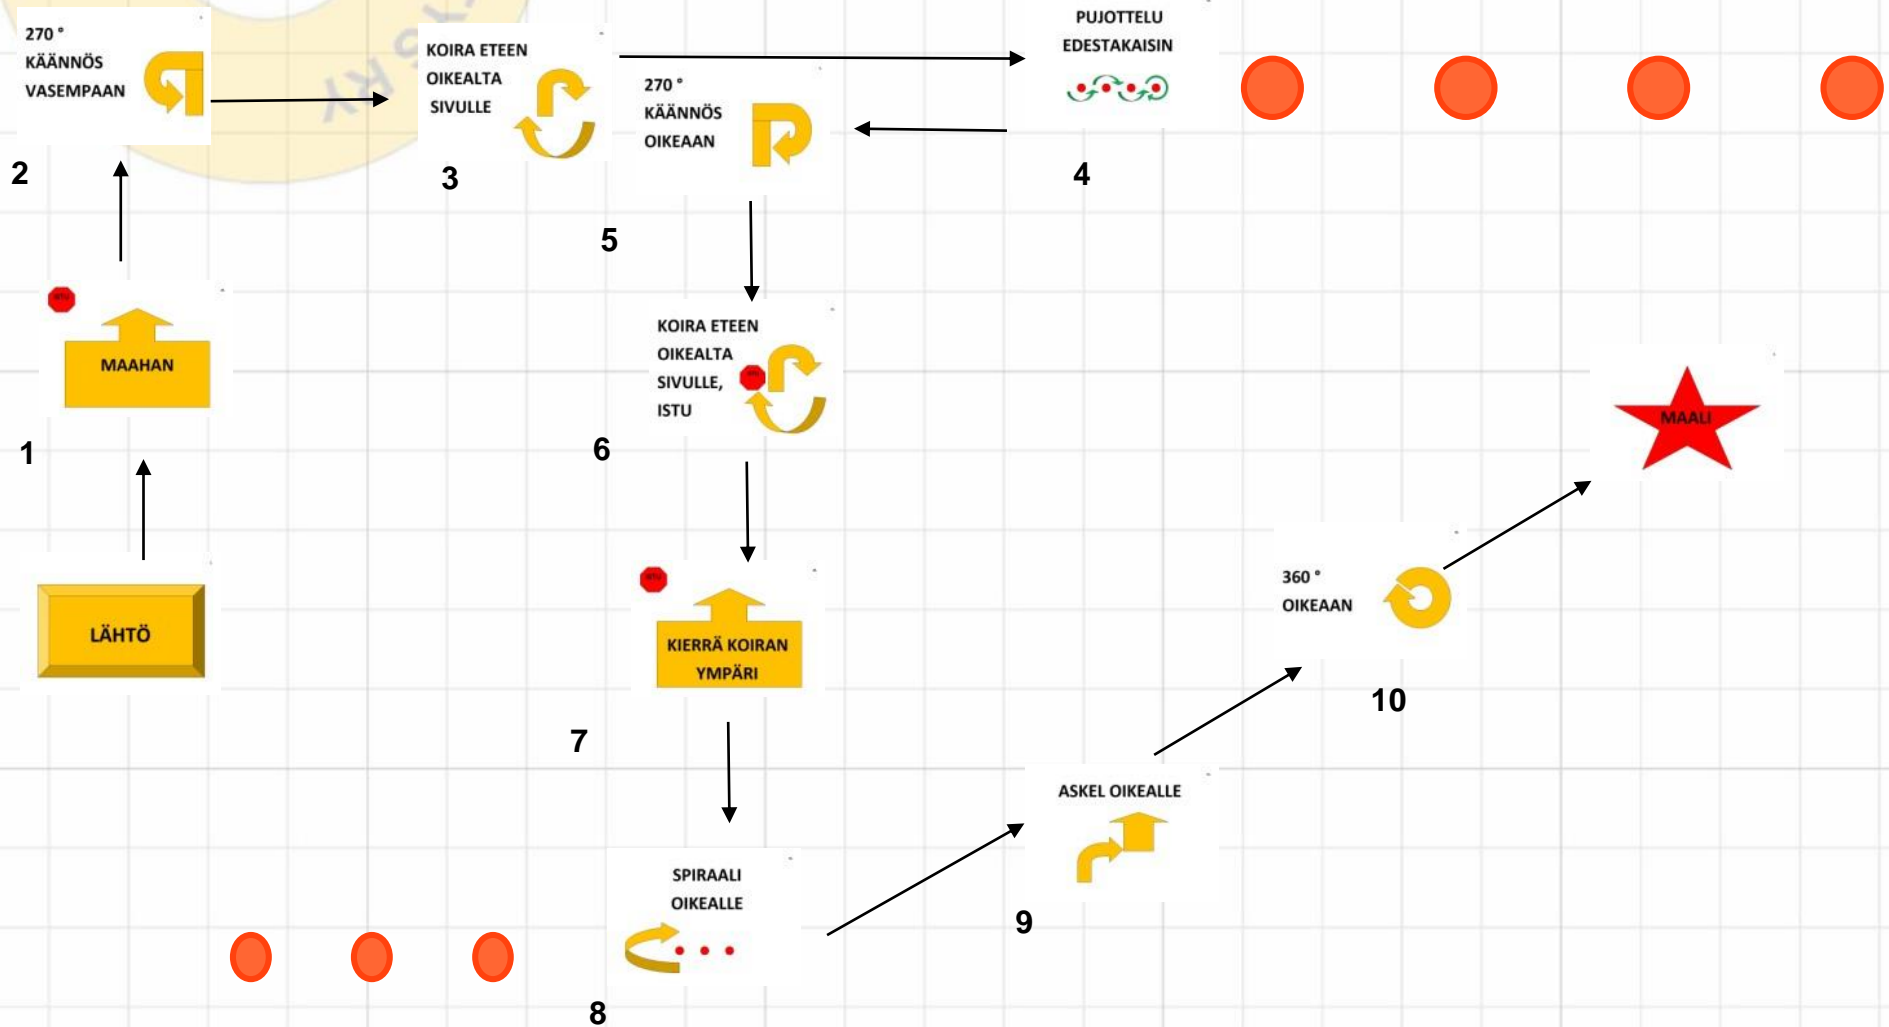 270 °
KÄÄNNÖS
VASEMPAAN
2
KOIRA ETEEN
OIKEALTA
SIVULLE
3
PUJOTTELU
EDESTAKAISIN
4
270 °
KÄÄNNÖS
OIKEAAN
5
MAAHAN
1
LÄHTÖ
KOIRA ETEEN
OIKEALTA
SIVULLE,
ISTU
6
KIERRÄ KOIRAN
YMPÄRI
7
SPIRAALI
OIKEALLE
8
ASKEL OIKEALLE
9
360 °
OIKEAAN
10
MAALI